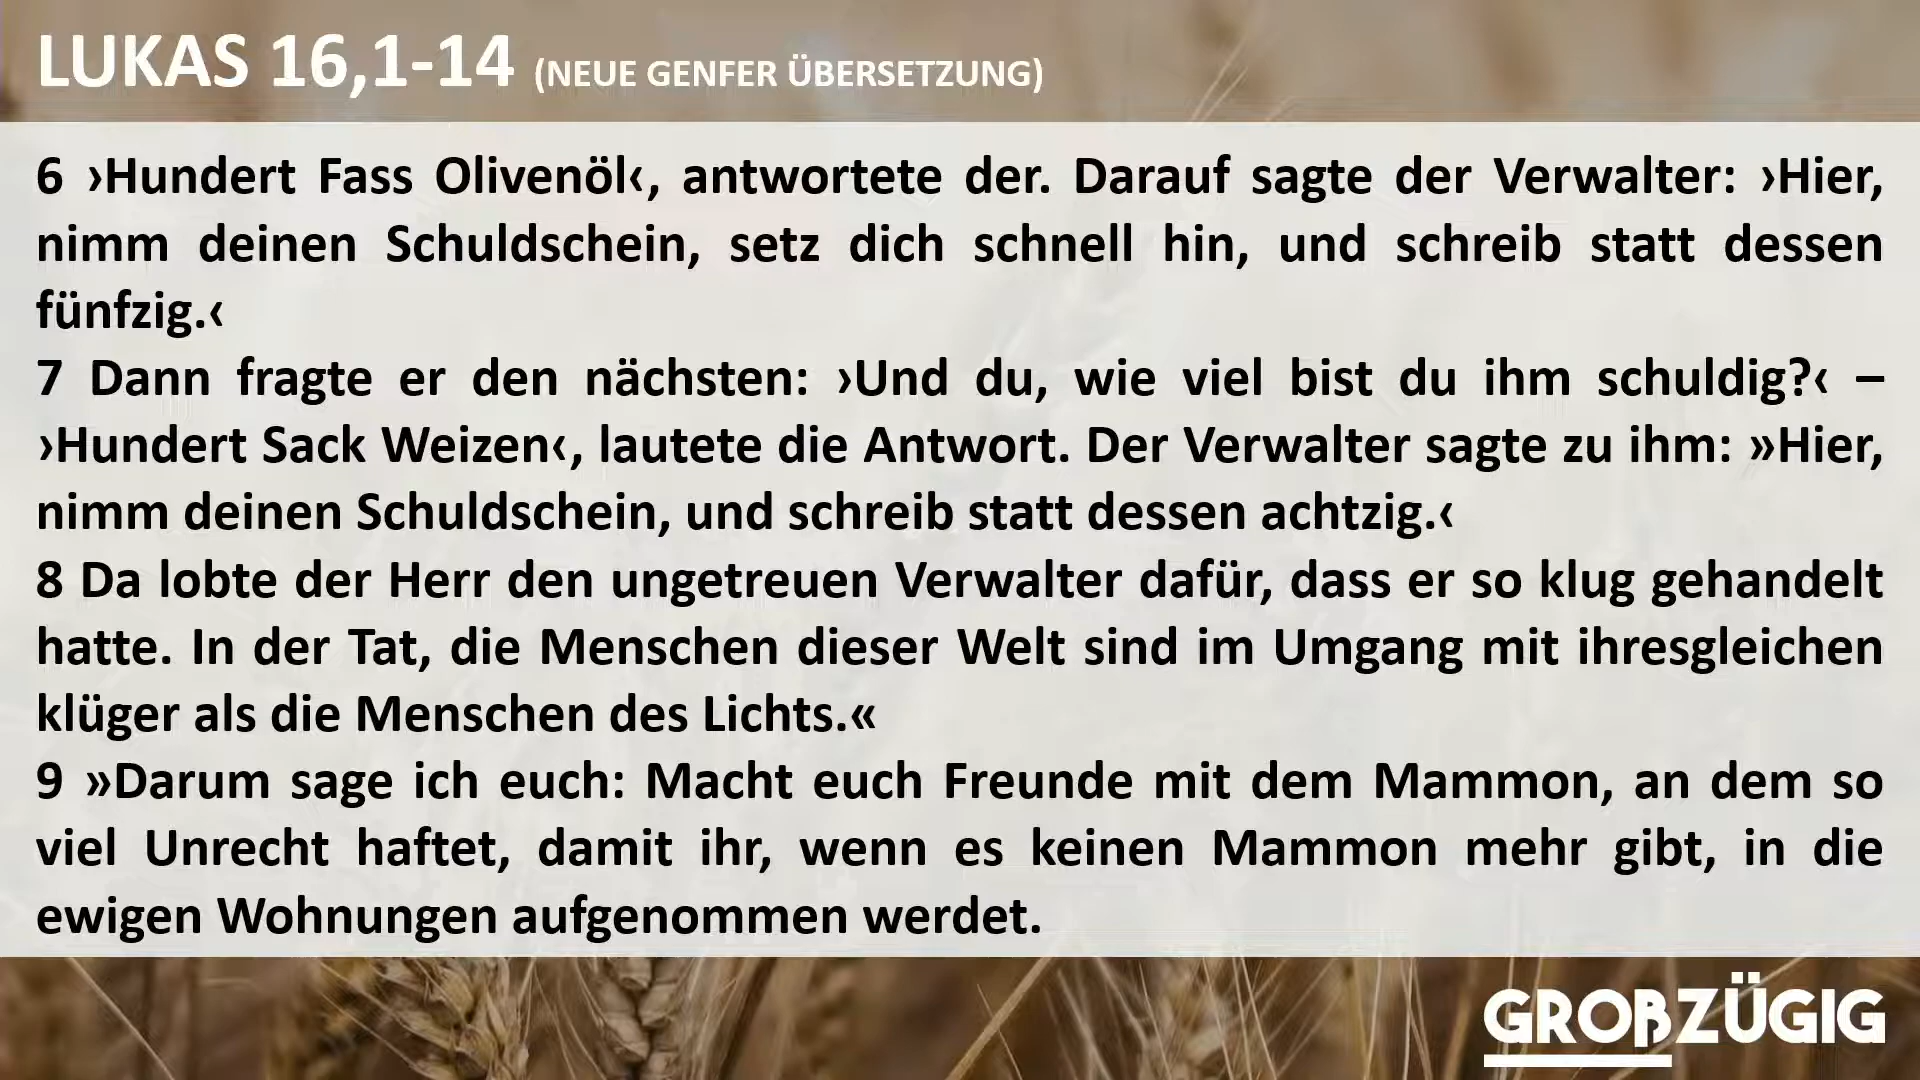 LUKAS 16,1-14 (NEUE GENFER ÜBERSETZUNG)
6 ›Hundert Fass Olivenöl‹, antwortete der. Darauf sagte der Verwalter: ›Hier,
nimm deinen Schuldschein, setz dich schnell hin, und schreib statt dessen
fünfzig.‹
7 Dann fragte er den nächsten: ›Und du, wie viel bist du ihm schuldig?‹ –
›Hundert Sack Weizen‹, lautete die Antwort. Der Verwalter sagte zu ihm: »Hier,
nimm deinen Schuldschein, und schreib statt dessen achtzig.‹
8 Da lobte der Herr den ungetreuen Verwalter dafür, dass er so klug gehandelt
hatte. In der Tat, die Menschen dieser Welt sind im Umgang mit ihresgleichen
klüger als die Menschen des Lichts.«
9 »Darum sage ich euch: Macht euch Freunde mit dem Mammon, an dem so
viel Unrecht haftet, damit ihr, wenn es keinen Mammon mehr gibt, in die
ewigen Wohnungen aufgenommen werdet.
GROßZÜGIG